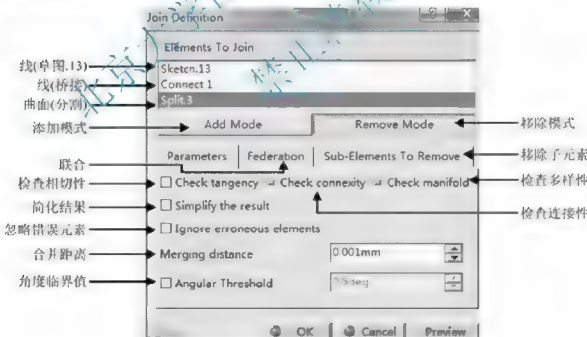 Join Definition
Elements To Join
线(草图.13)
Sketch.13
线(桥接)
Connect 1
曲面(分割)
Split.3
添加模式
Add Mode
Remove Mode
移除模式
Parameters
Federation
Sub-Elements To Remove
移除子元素
联合
检查相切性
Check tangency
Check connexity
Check manifold
检查多样性
简化结果
Simplify the result
检查连接性
忽略错误元素
Ignore erroneous elements
合并距离
Merging distance
0.001mm
角度临界值
Angular Threshold
OK
Cancel
Preview